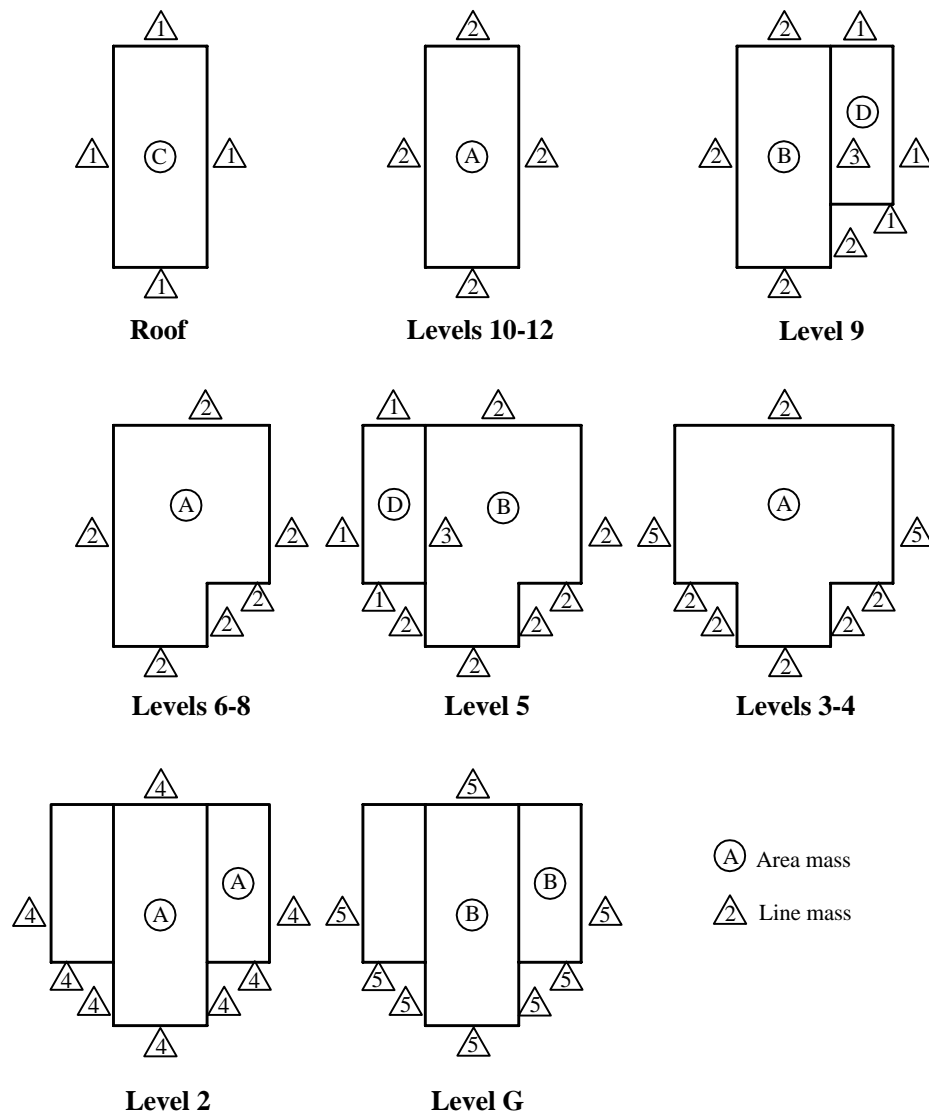 1 2 2 1
1 C 1 2 A 2 2 B D 3 1
1 2 2 2 1
Roof
Levels 10-12
Level 9
2 1 2 2
2 A 2 1 D 3 B 2 5 A 5
2 2 2 1 2 2 2 2 2 2 2 2 2
Levels 6-8
Level 5
Levels 3-4
4 5
4 A A 4 5 B B 5
4 4 4 4 4 5 5 5 5 5
A Area mass
2 Line mass
Level 2
Level G